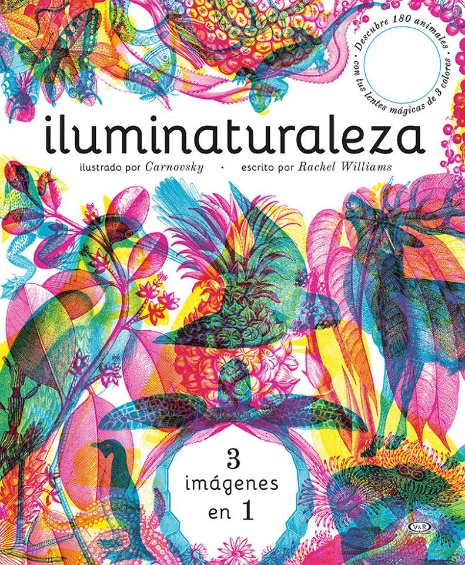 Descubre 180 animales
con tus lentes mágicas de 3 colores
iluminaturaleza
ilustrado por Carnovsky · escrito por Rachel Williams
3
imágenes
en 1
V&R